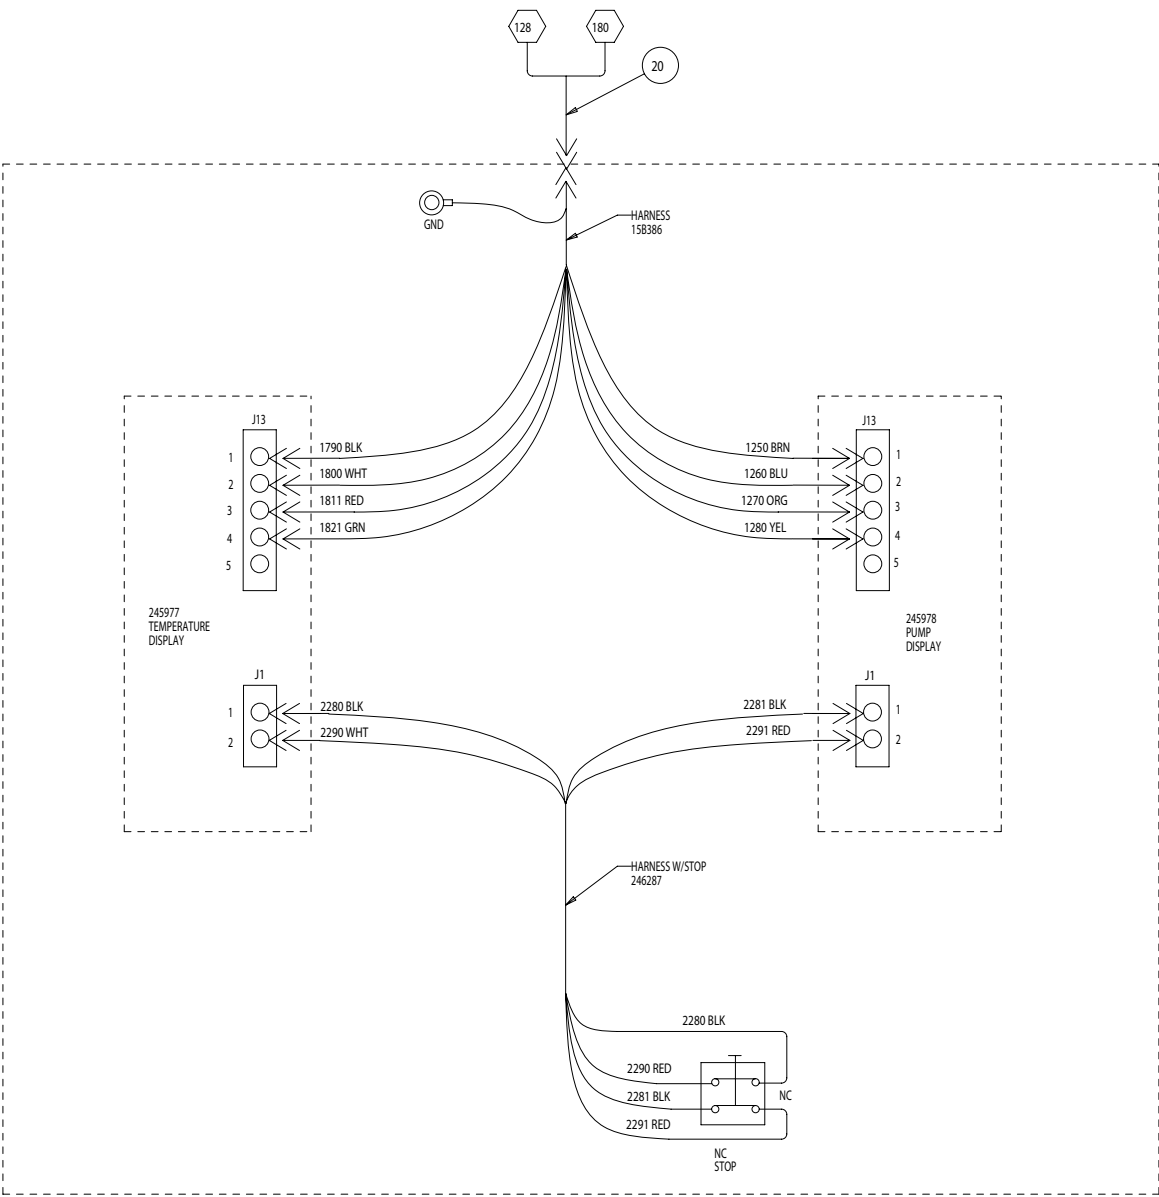 128
180
20
GND
HARNESS
15B386
J13
J13
1
1790 BLK
1250 BRN
1
2
1800 WHT
1260 BLU
2
3
1811 RED
1270 ORG
3
4
1821 GRN
1280 YEL
4
5
5
245977
TEMPERATURE
DISPLAY
245978
PUMP
DISPLAY
J1
J1
1
2280 BLK
2281 BLK
1
2
2290 WHT
2291 RED
2
HARNESS W/STOP
246287
2280 BLK
2290 RED
2281 BLK
NC
2291 RED
NC
STOP